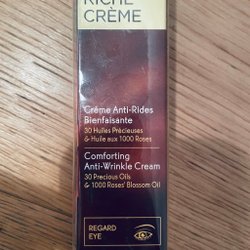 RICHE
CRÈME
Crème Anti-Rides
Bienfaisante
30 Huiles Précieuses
& Huile aux 1000 Roses
Comforting
Anti-Wrinkle Cream
30 Precious Oils
& 1000 Roses' Blossom Oil
REGARD
EYE